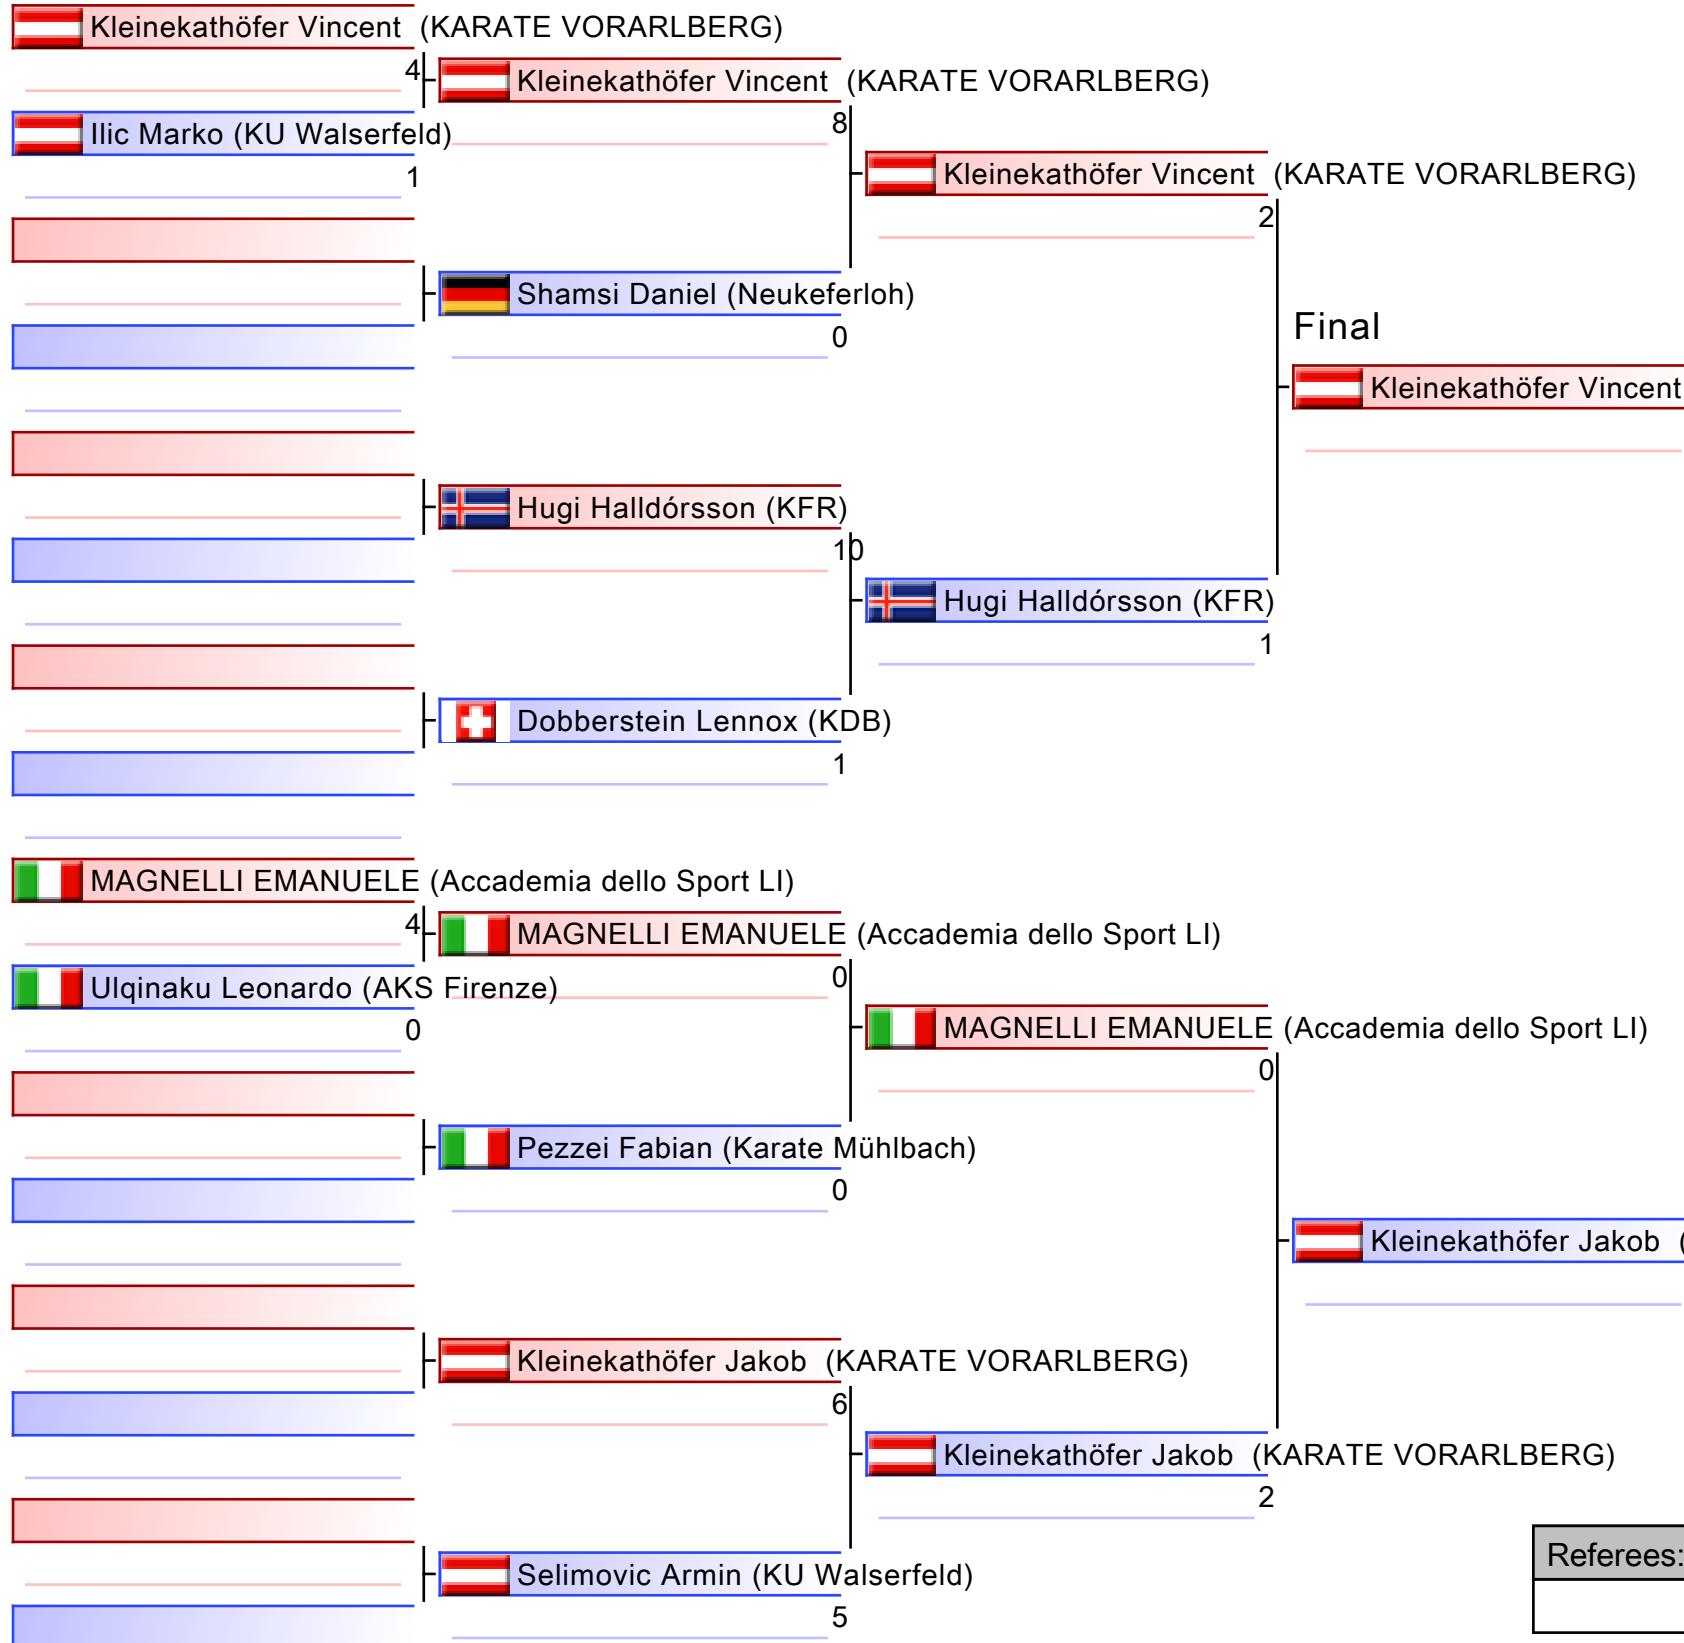 Kleinekathöfer Vincent  (KARATE VORARLBERG)
4
Kleinekathöfer Vincent  (KARATE VORARLBERG)
Ilic Marko (KU Walserfeld)
8
1
Kleinekathöfer Vincent  (KARATE VORARLBERG)
2
Shamsi Daniel (Neukeferloh)
0
Final
Kleinekathöfer Vincent
Hugi Halldórsson (KFR)
10
Hugi Halldórsson (KFR)
1
Dobberstein Lennox (KDB)
1
MAGNELLI EMANUELE (Accademia dello Sport LI)
4
MAGNELLI EMANUELE (Accademia dello Sport LI)
Ulqinaku Leonardo (AKS Firenze)
0
0
MAGNELLI EMANUELE (Accademia dello Sport LI)
0
Pezzei Fabian (Karate Mühlbach)
0
Kleinekathöfer Jakob  (
Kleinekathöfer Jakob  (KARATE VORARLBERG)
6
Kleinekathöfer Jakob  (KARATE VORARLBERG)
2
Referees:
Selimovic Armin (KU Walserfeld)
5